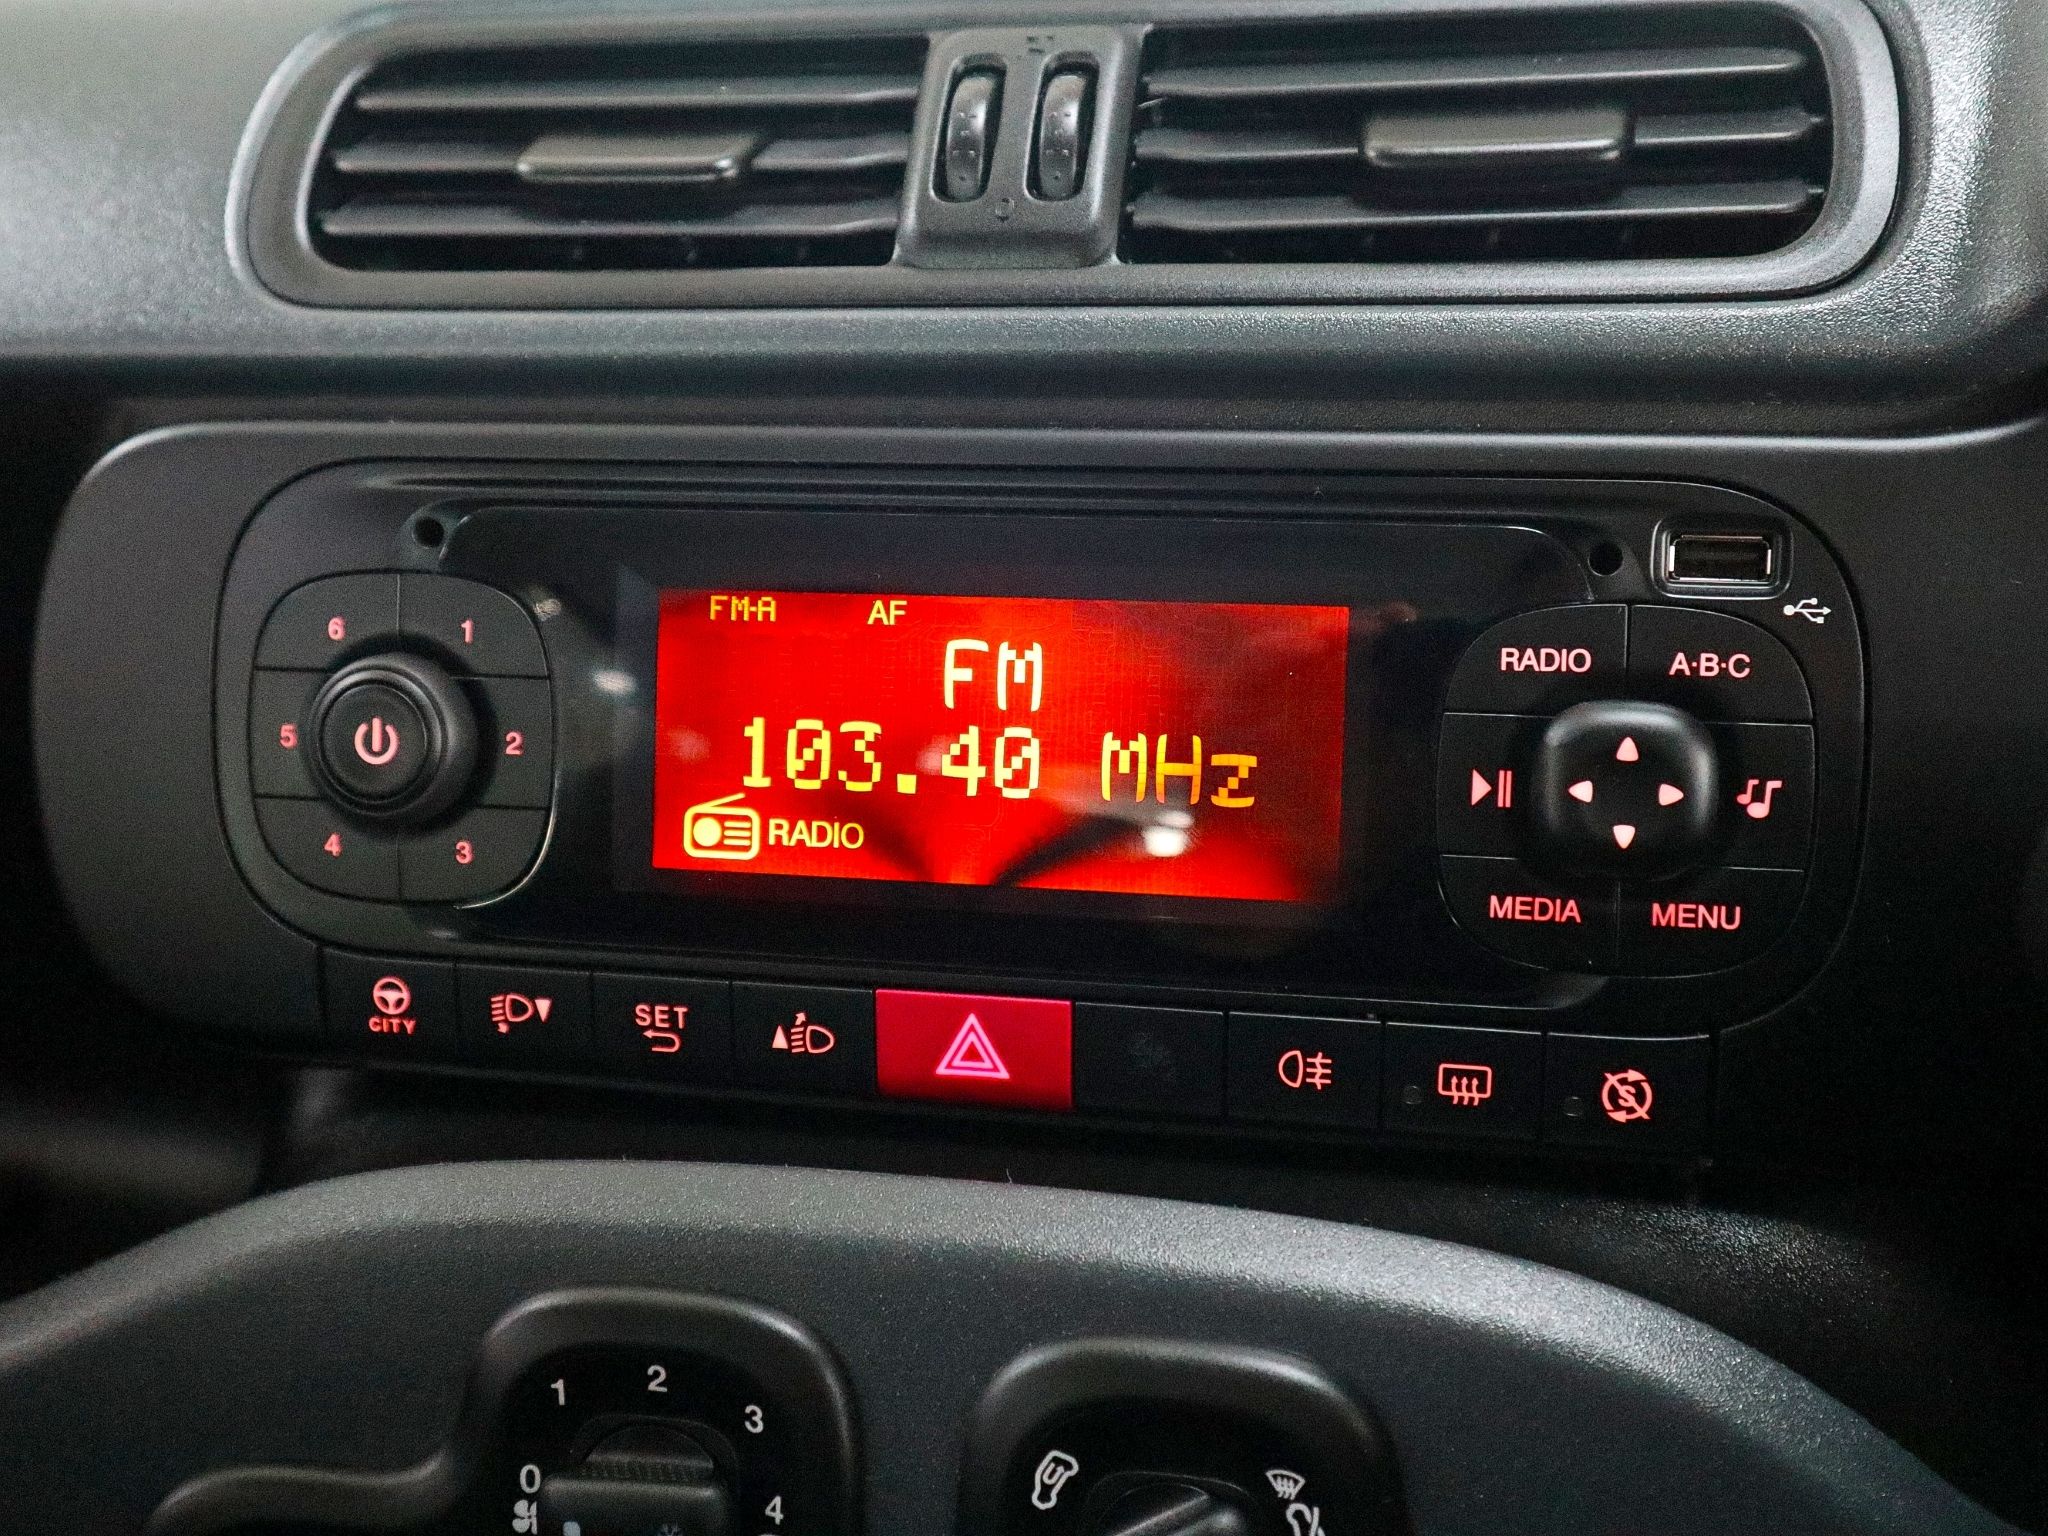 FM-A AF
FM
103.40 MHz
RADIO
6 1
5 2
4 3
RADIO A·B·C
MEDIA MENU
CITY
SET
S
1 2 3
0 4